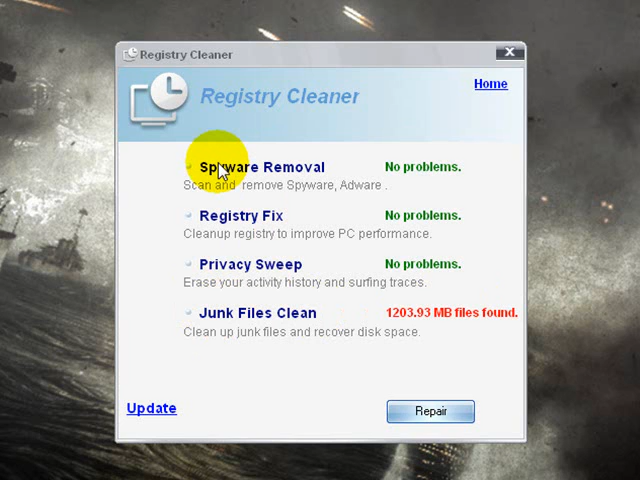 Registry Cleaner
Registry Cleaner
Home
Spyware Removal No problems.
Scan and remove Spyware, Adware .
Registry Fix No problems.
Cleanup registry to improve PC performance.
Privacy Sweep No problems.
Erase your activity history and surfing traces.
Junk Files Clean 1203.93 MB files found.
Clean up junk files and recover disk space.
Update
Repair